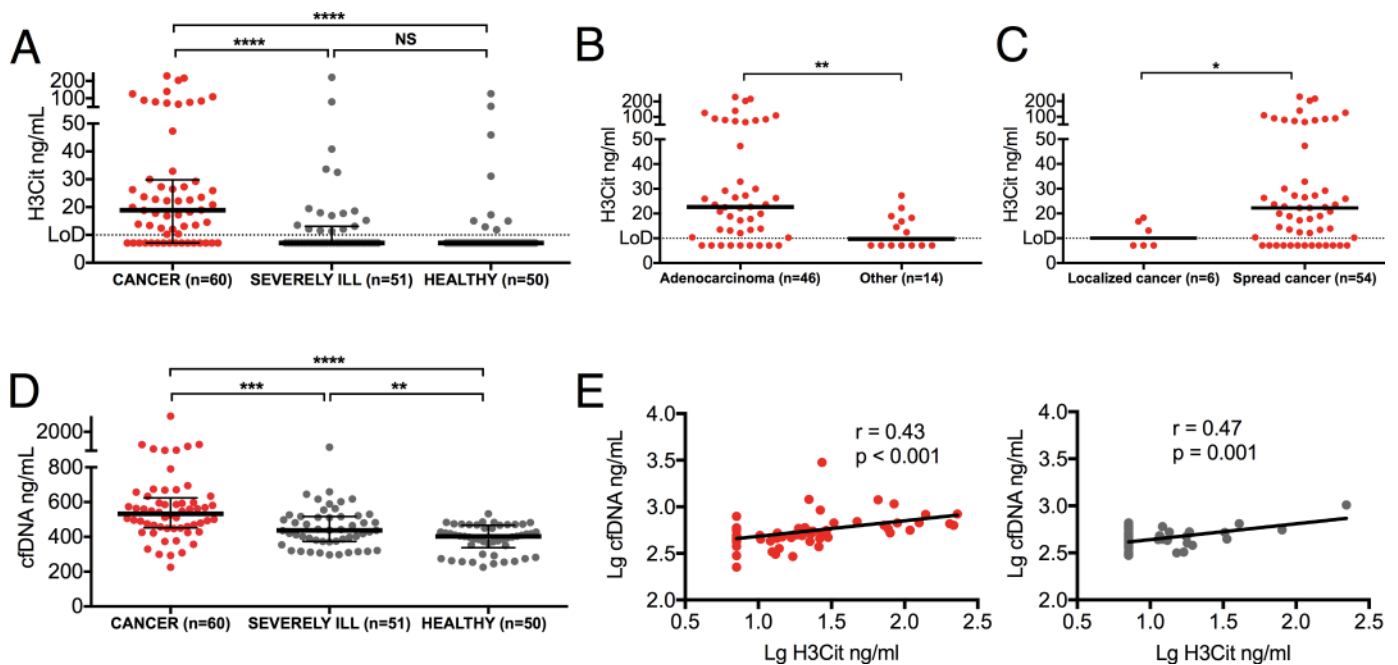 A
****
****
NS
H3Cit ng/mL
200
100
50
40
30
20
LoD
0
CANCER (n=60)
SEVERELY ILL (n=51)
HEALTHY (n=50)
B
**
H3Cit ng/ml
200
100
50
40
30
20
LoD
0
Adenocarcinoma (n=46)
Other (n=14)
C
*
H3Cit ng/ml
200
100
50
40
30
20
LoD
0
Localized cancer (n=6)
Spread cancer (n=54)
D
****
***
**
cfDNA ng/mL
2000
800
600
400
200
0
CANCER (n=60)
SEVERELY ILL (n=51)
HEALTHY (n=50)
E
Lg cfDNA ng/mL
4.0
3.5
3.0
2.5
2.0
r = 0.43
p < 0.001
0.5 1.0 1.5 2.0 2.5
Lg H3Cit ng/ml
Lg cfDNA ng/mL
4.0
3.5
3.0
2.5
2.0
r = 0.47
p = 0.001
0.5 1.0 1.5 2.0 2.5
Lg H3Cit ng/ml